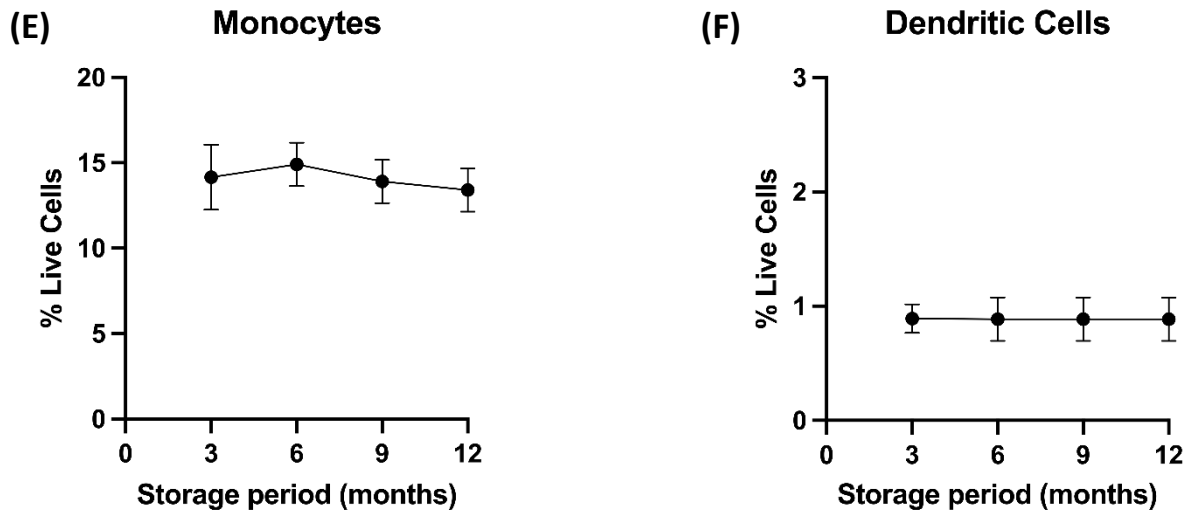 (E)
Monocytes
% Live Cells
20
15
10
5
0
0 3 6 9 12
Storage period (months)
(F)
Dendritic Cells
% Live Cells
3
2
1
0
0 3 6 9 12
Storage period (months)